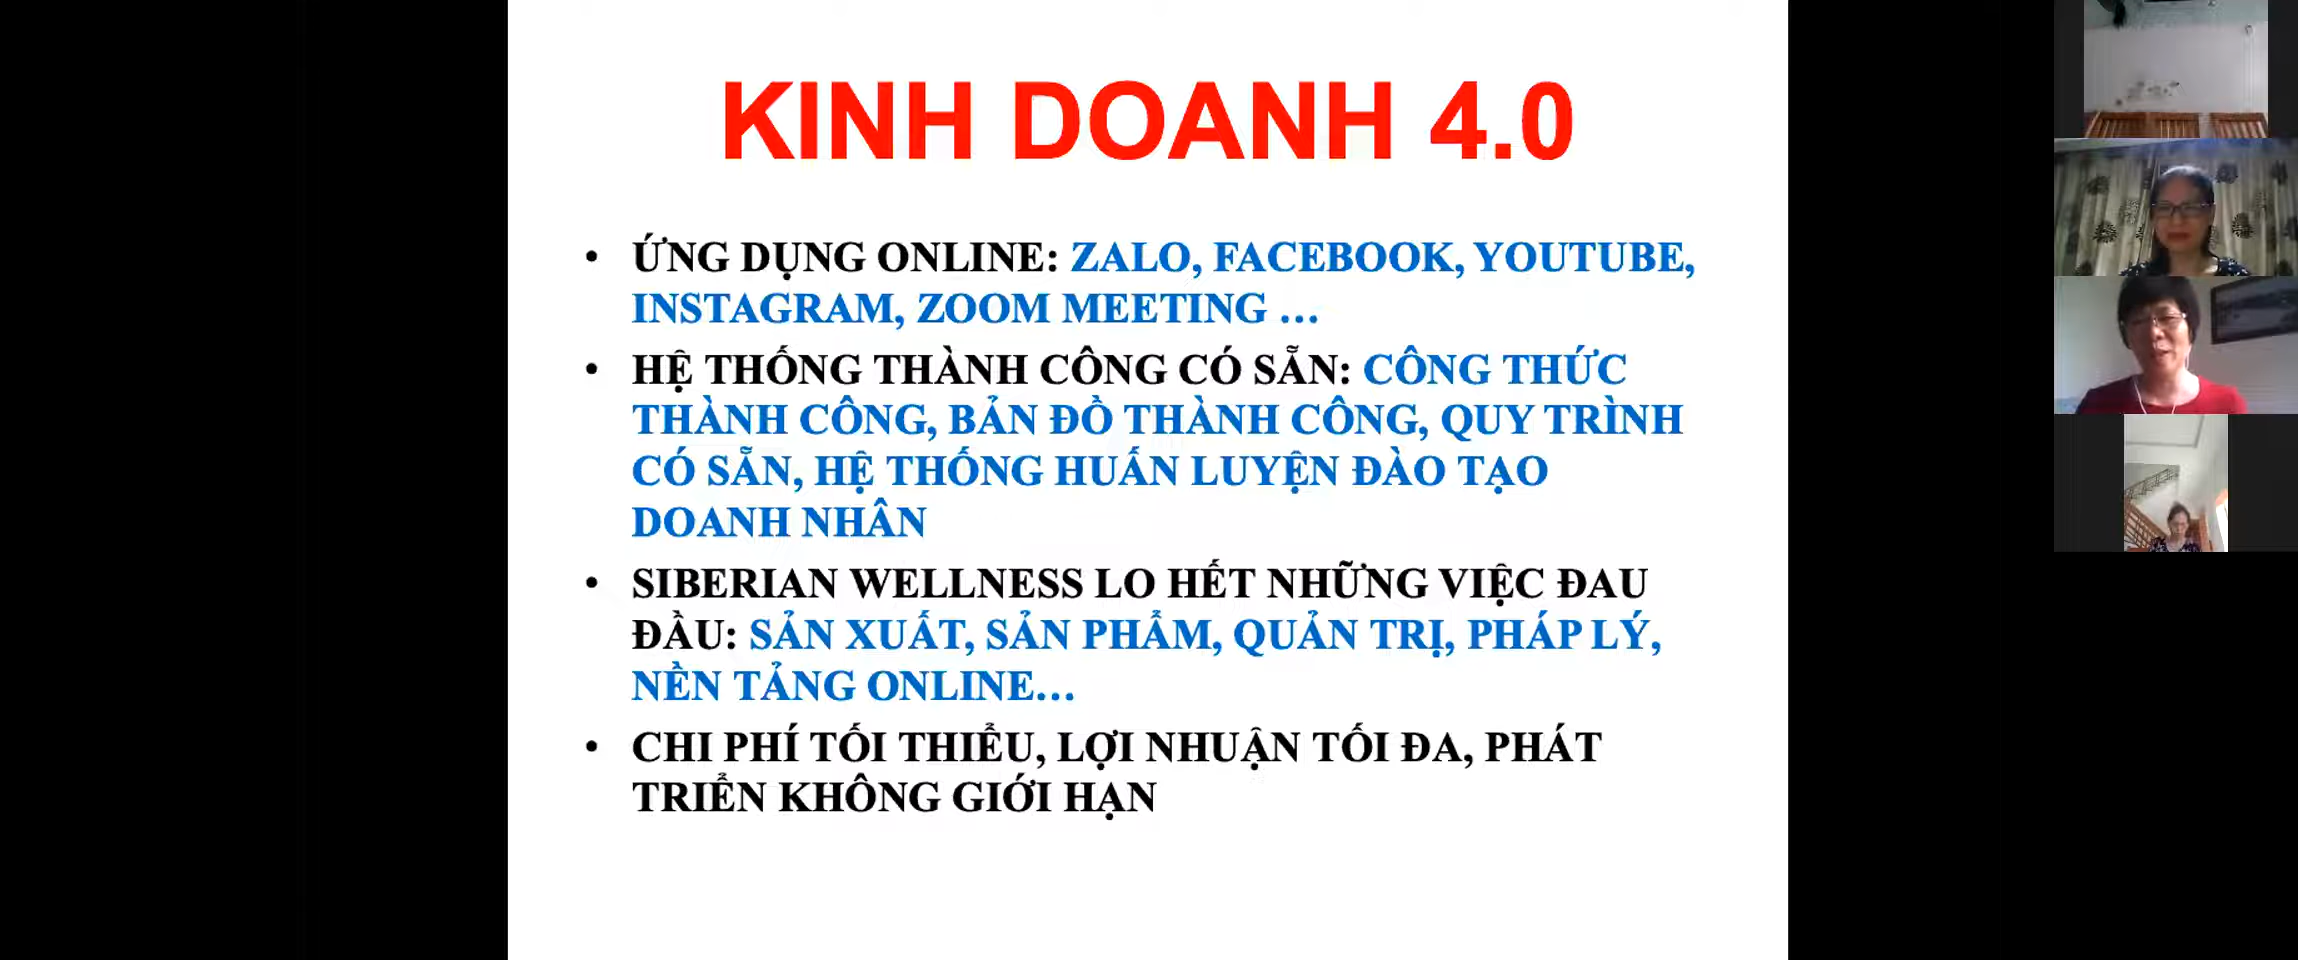 KINH DOANH 4.0
• ỨNG DỤNG ONLINE: ZALO, FACEBOOK, YOUTUBE,
INSTAGRAM, ZOOM MEETING …
• HỆ THỐNG THÀNH CÔNG CÓ SẴN: CÔNG THỨC
THÀNH CÔNG, BẢN ĐỒ THÀNH CÔNG, QUY TRÌNH
CÓ SẴN, HỆ THỐNG HUẤN LUYỆN ĐÀO TẠO
DOANH NHÂN
• SIBERIAN WELLNESS LO HẾT NHỮNG VIỆC ĐAU
ĐẦU: SẢN XUẤT, SẢN PHẨM, QUẢN TRỊ, PHÁP LÝ,
NỀN TẢNG ONLINE…
• CHI PHÍ TỐI THIỂU, LỢI NHUẬN TỐI ĐA, PHÁT
TRIỂN KHÔNG GIỚI HẠN